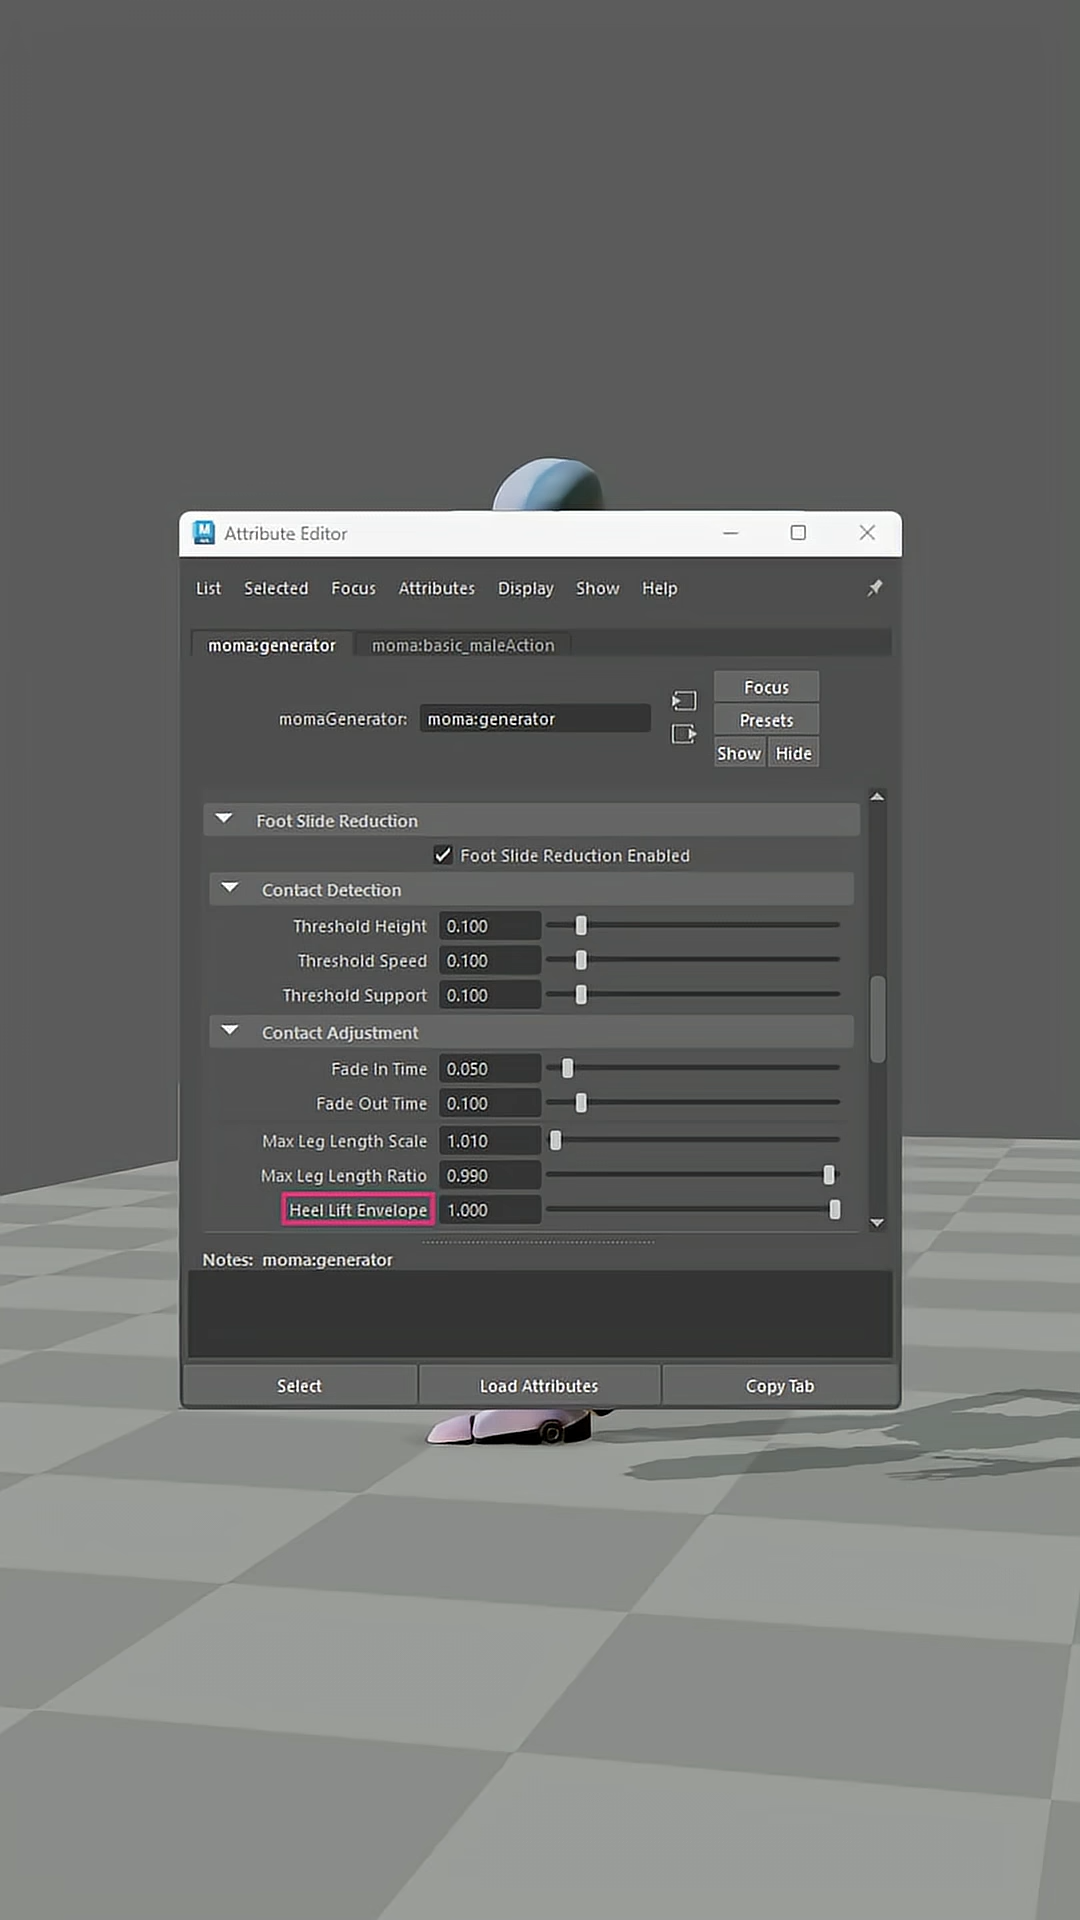 Attribute Editor
List Selected Focus Attributes Display Show Help
moma:generator moma:basic_maleAction
Focus
momaGenerator: moma:generator
Presets
Show Hide
Foot Slide Reduction
Foot Slide Reduction Enabled
Contact Detection
Threshold Height 0.100
Threshold Speed 0.100
Threshold Support 0.100
Contact Adjustment
Fade In Time 0.050
Fade Out Time 0.100
Max Leg Length Scale 1.010
Max Leg Length Ratio 0.990
Heel Lift Envelope 1.000
Notes: moma:generator
Select Load Attributes Copy Tab